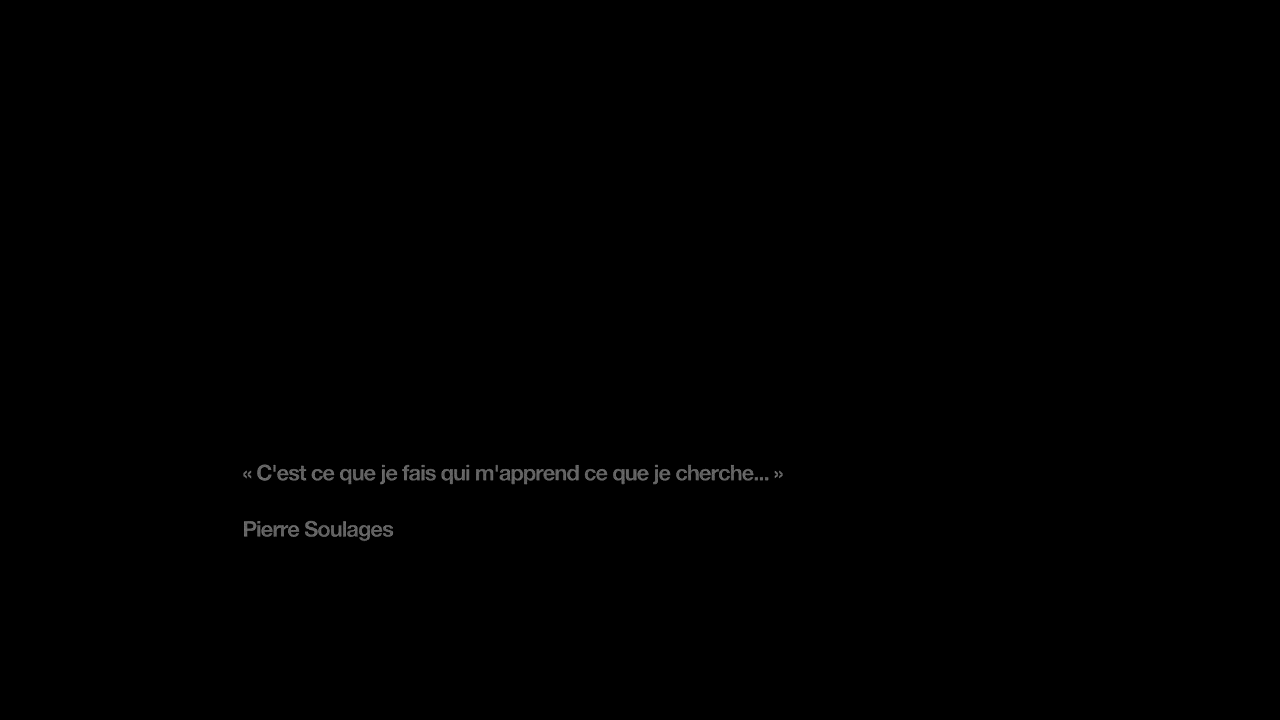 « C'est ce que je fais qui m'apprend ce que je cherche... »
Pierre Soulages